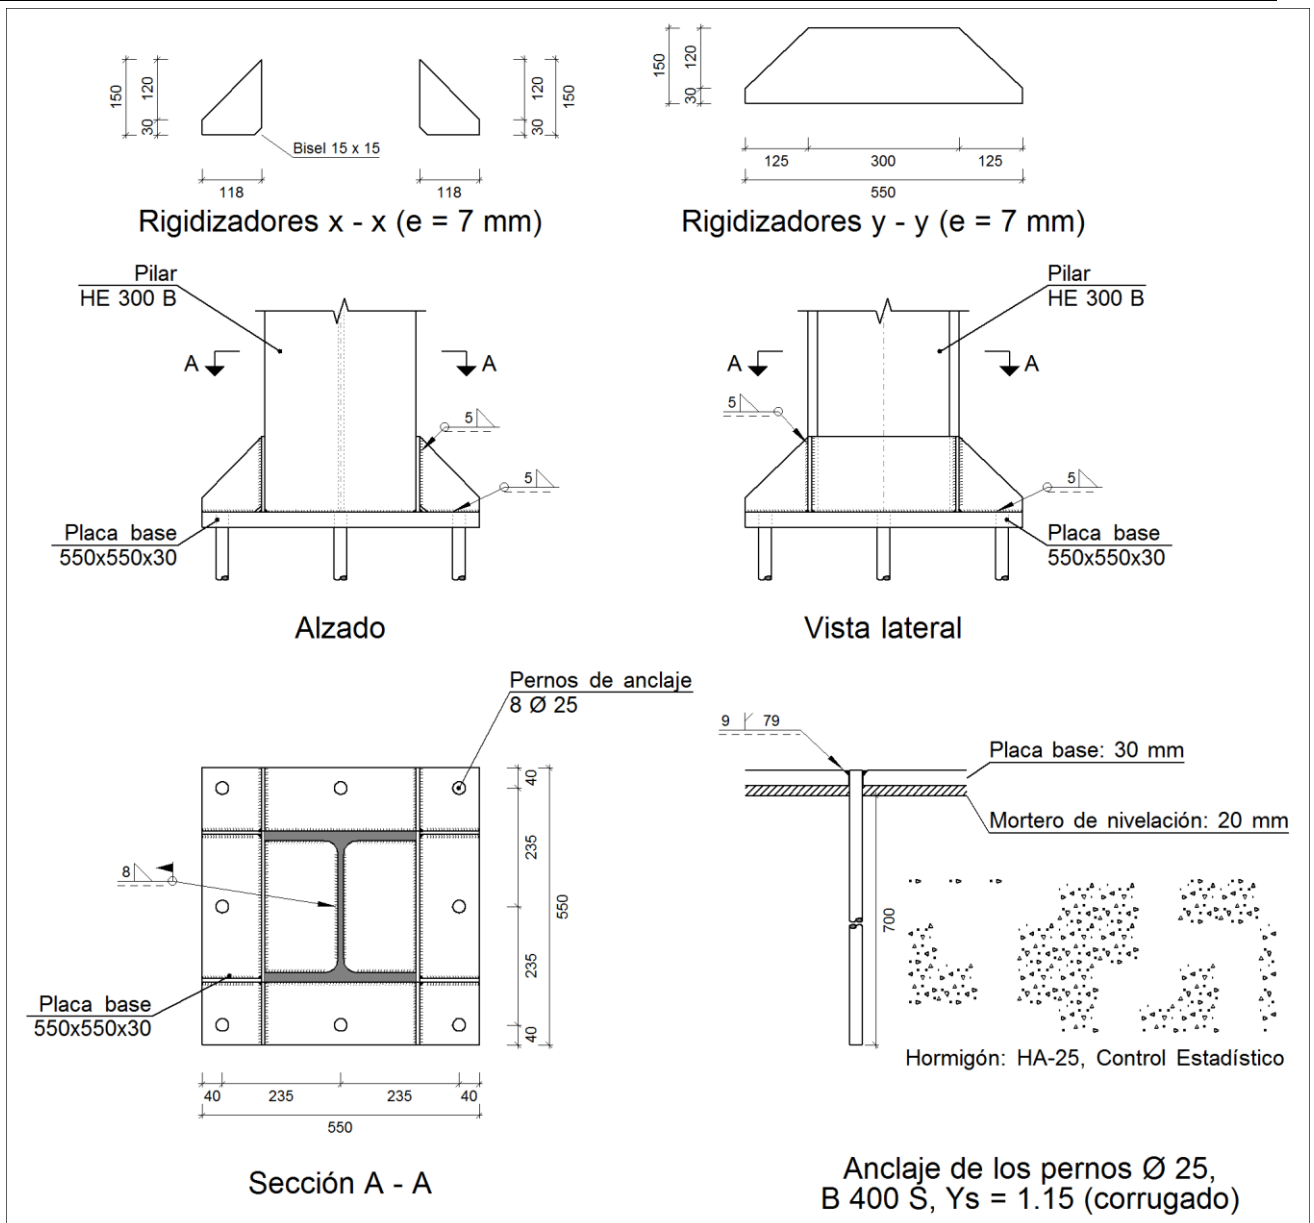 150
120
30
120
150
30
Bisel 15 x 15
118
118
Rigidizadores x - x (e = 7 mm)
150
120
30
125
300
125
550
Rigidizadores y - y (e = 7 mm)
Pilar
HE 300 B
A
A
5
5
Placa base
550x550x30
Alzado
Pilar
HE 300 B
A
A
5
5
Placa base
550x550x30
Vista lateral
Pernos de anclaje
8 Ø 25
40
235
550
235
40
8
Placa base
550x550x30
40
235
235
40
550
Sección A - A
9
79
Placa base: 30 mm
Mortero de nivelación: 20 mm
700
Hormigón: HA-25, Control Estadístico
Anclaje de los pernos Ø 25,
B 400 S, Ys = 1.15 (corrugado)